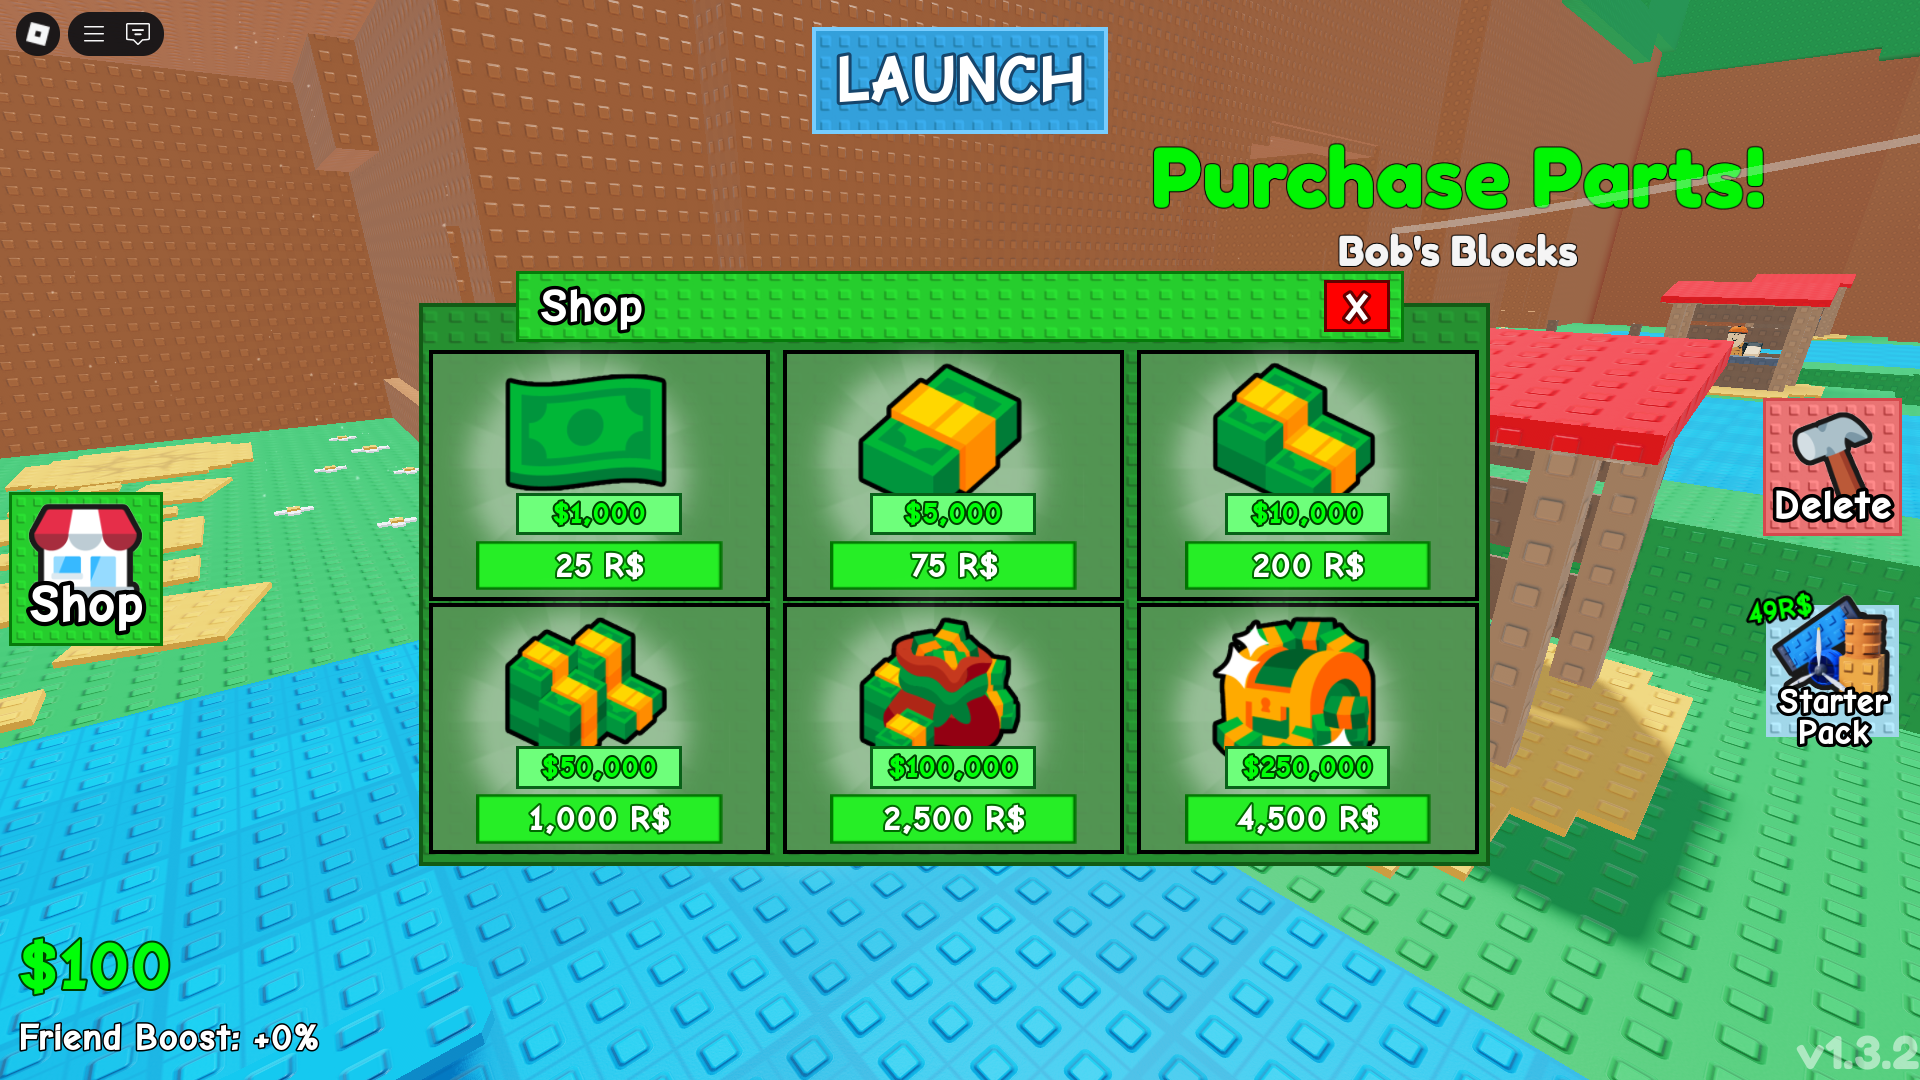 LAUNCH
Purchase Parts!
Bob's Blocks
Shop
X
$1,000
25 R$
$5,000
75 R$
$10,000
200 R$
$50,000
1,000 R$
$100,000
2,500 R$
$250,000
4,500 R$
Shop
Delete
49R$
Starter
Pack
$100
Friend Boost: +0%
v1.3.2